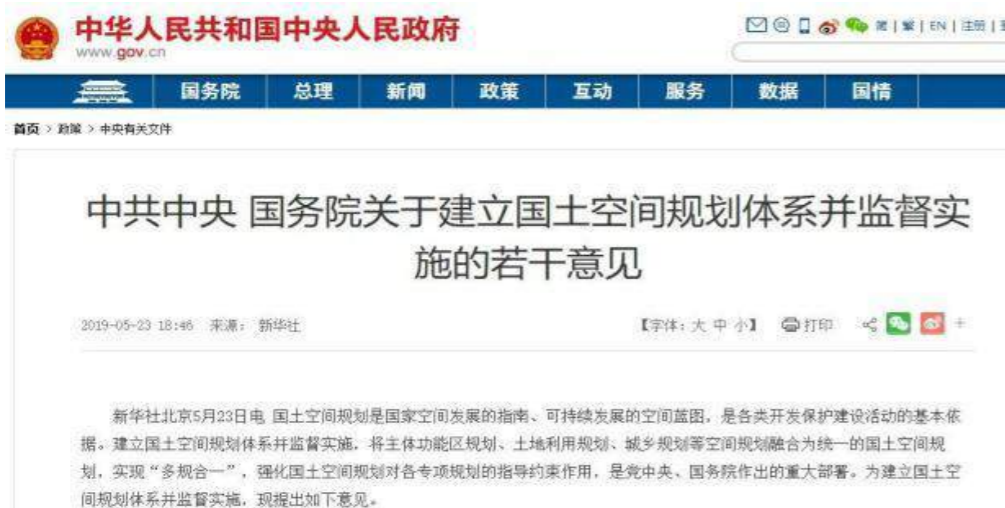 中华人民共和国中央人民政府
www.gov.cn
简 | 繁 | EN | 注册 |
国务院 总理 新闻 政策 互动 服务 数据 国情
首页 > 政策 > 中央有关文件
中共中央 国务院关于建立国土空间规划体系并监督实
施的若干意见
2019-05-23 18:46 来源: 新华社 【字体: 大 中 小】 打印 +
新华社北京5月23日电 国土空间规划是国家空间发展的指南、可持续发展的空间蓝图，是各类开发保护建设活动的基本依
据。建立国土空间规划体系并监督实施，将主体功能区规划、土地利用规划、城乡规划等空间规划融合为统一的国土空间规
划，实现“多规合一”，强化国土空间规划对各专项规划的指导约束作用，是党中央、国务院作出的重大部署。为建立国土空
间规划体系并监督实施，现提出如下意见。